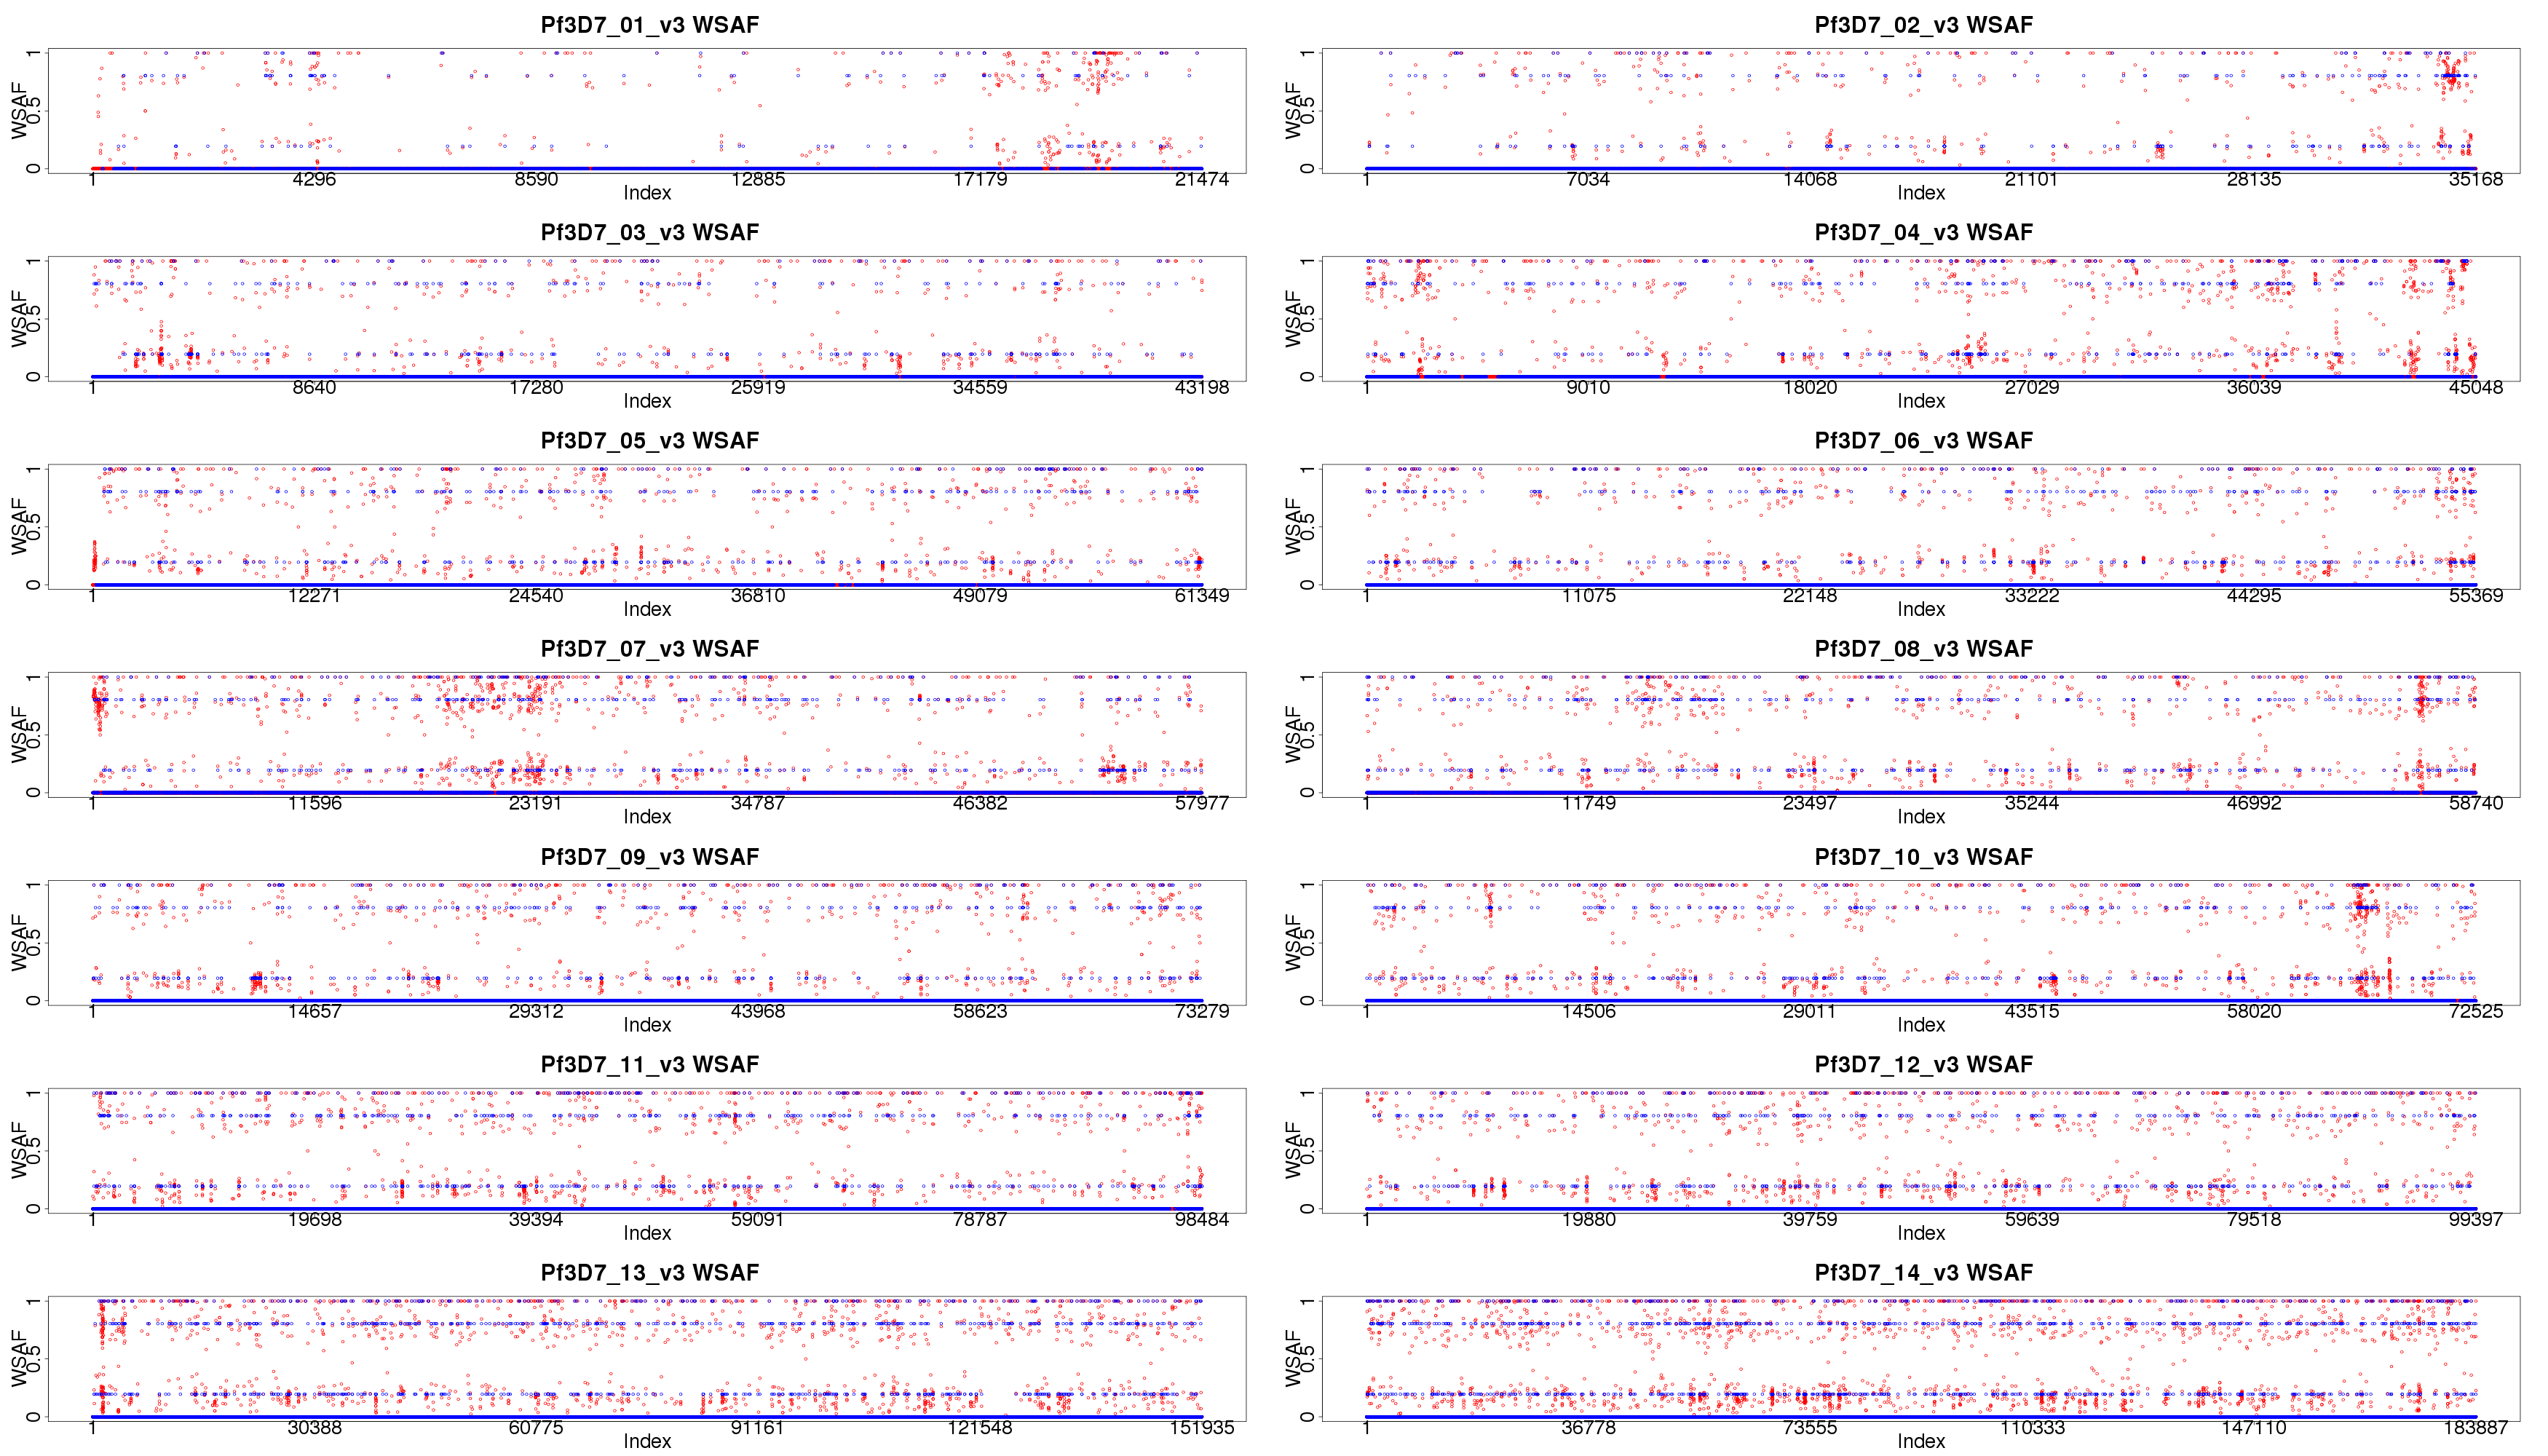 Pf3D7_01_v3 WSAF
WSAF
0 0.5 1
1 4296 8590 12885 17179 21474
Index
Pf3D7_02_v3 WSAF
WSAF
0 0.5 1
1 7034 14068 21101 28135 35168
Index
Pf3D7_03_v3 WSAF
WSAF
0 0.5 1
1 8640 17280 25919 34559 43198
Index
Pf3D7_04_v3 WSAF
WSAF
0 0.5 1
1 9010 18020 27029 36039 45048
Index
Pf3D7_05_v3 WSAF
WSAF
0 0.5 1
1 12271 24540 36810 49079 61349
Index
Pf3D7_06_v3 WSAF
WSAF
0 0.5 1
1 11075 22148 33222 44295 55369
Index
Pf3D7_07_v3 WSAF
WSAF
0 0.5 1
1 11596 23191 34787 46382 57977
Index
Pf3D7_08_v3 WSAF
WSAF
0 0.5 1
1 11749 23497 35244 46992 58740
Index
Pf3D7_09_v3 WSAF
WSAF
0 0.5 1
1 14657 29312 43968 58623 73279
Index
Pf3D7_10_v3 WSAF
WSAF
0 0.5 1
1 14506 29011 43515 58020 72525
Index
Pf3D7_11_v3 WSAF
WSAF
0 0.5 1
1 19698 39394 59091 78787 98484
Index
Pf3D7_12_v3 WSAF
WSAF
0 0.5 1
1 19880 39759 59639 79518 99397
Index
Pf3D7_13_v3 WSAF
WSAF
0 0.5 1
1 30388 60775 91161 121548 151935
Index
Pf3D7_14_v3 WSAF
WSAF
0 0.5 1
1 36778 73555 110333 147110 183887
Index